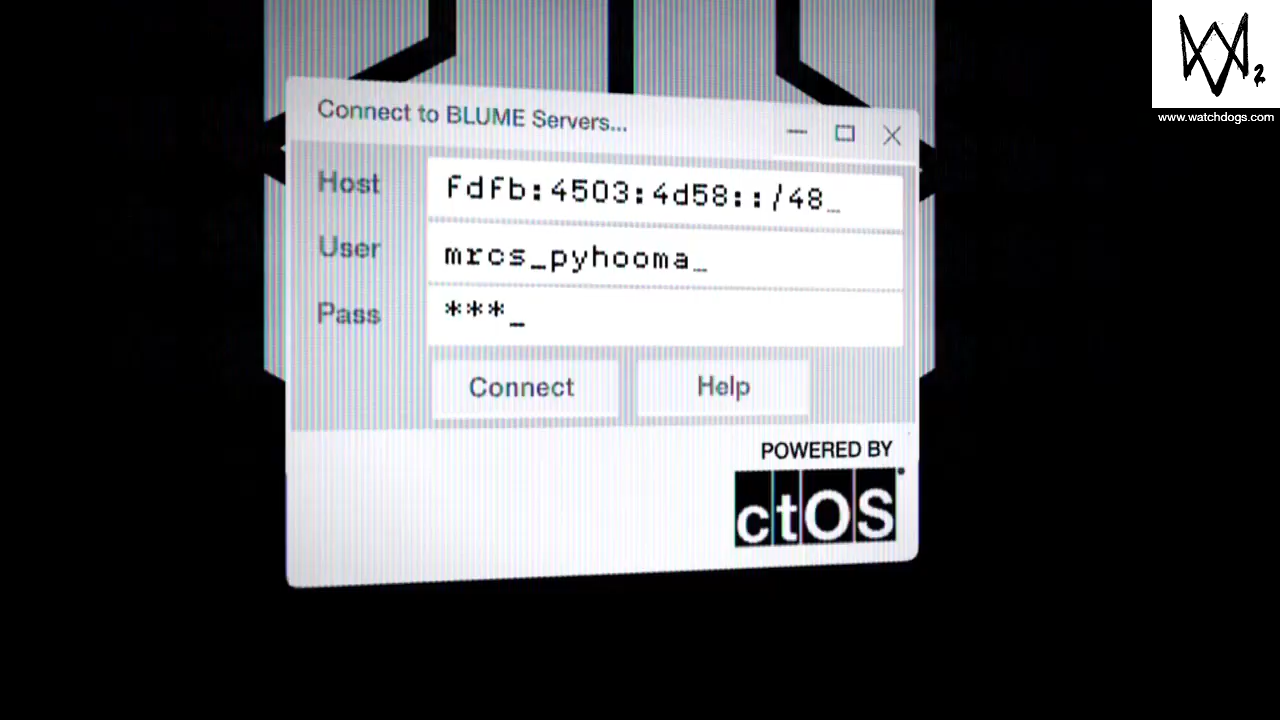 2
www.watchdogs.com
Connect to BLUME Servers...
Host fdfb:4503:4d58::/48_
User mrcs_pyhooma_
Pass ***_
Connect Help
POWERED BY
ctOS